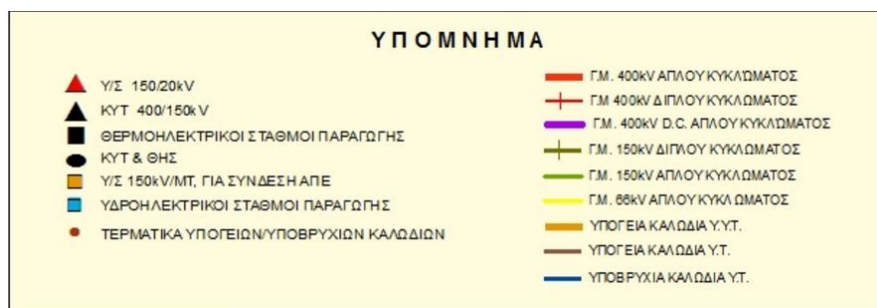 ΥΠΟΜΝΗΜΑ
Υ/Σ 150/20kV
ΚΥΤ 400/150kV
ΘΕΡΜΟΗΛΕΚΤΡΙΚΟΙ ΣΤΑΘΜΟΙ ΠΑΡΑΓΩΓΗΣ
ΚΥΤ & ΘΗΣ
Υ/Σ 150kV/ΜΤ, ΓΙΑ ΣΥΝΔΕΣΗ ΑΠΕ
ΥΔΡΟΗΛΕΚΤΡΙΚΟΙ ΣΤΑΘΜΟΙ ΠΑΡΑΓΩΓΗΣ
ΤΕΡΜΑΤΙΚΑ ΥΠΟΓΕΙΩΝ/ΥΠΟΒΡΥΧΙΩΝ ΚΑΛΩΔΙΩΝ
Γ.Μ. 400kV ΑΠΛΟΥ ΚΥΚΛΩΜΑΤΟΣ
Γ.Μ 400kV ΔΙΠΛΟΥ ΚΥΚΛΩΜΑΤΟΣ
Γ.Μ. 400kV D.C. ΑΠΛΟΥ ΚΥΚΛΩΜΑΤΟΣ
Γ.Μ. 150kV ΔΙΠΛΟΥ ΚΥΚΛΩΜΑΤΟΣ
Γ.Μ. 150kV ΑΠΛΟΥ ΚΥΚΛΩΜΑΤΟΣ
Γ.Μ. 66kV ΑΠΛΟΥ ΚΥΚΛΩΜΑΤΟΣ
ΥΠΟΓΕΙΑ ΚΑΛΩΔΙΑ Υ.Υ.Τ.
ΥΠΟΓΕΙΑ ΚΑΛΩΔΙΑ Υ.Τ.
ΥΠΟΒΡΥΧΙΑ ΚΑΛΩΔΙΑ Υ.Τ.